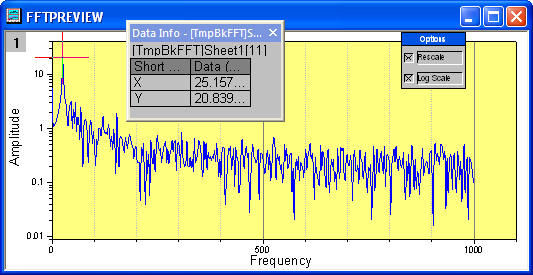 FFTPREVIEW
1
Data Info - [TmpBkFFT]S...
[TmpBkFFT]Sheet1[11]
Short ... Data (...
X 25.157...
Y 20.839...
Options
Rescale
Log Scale
Amplitude
10
1
0.1
0.01
0 500 1000
Frequency